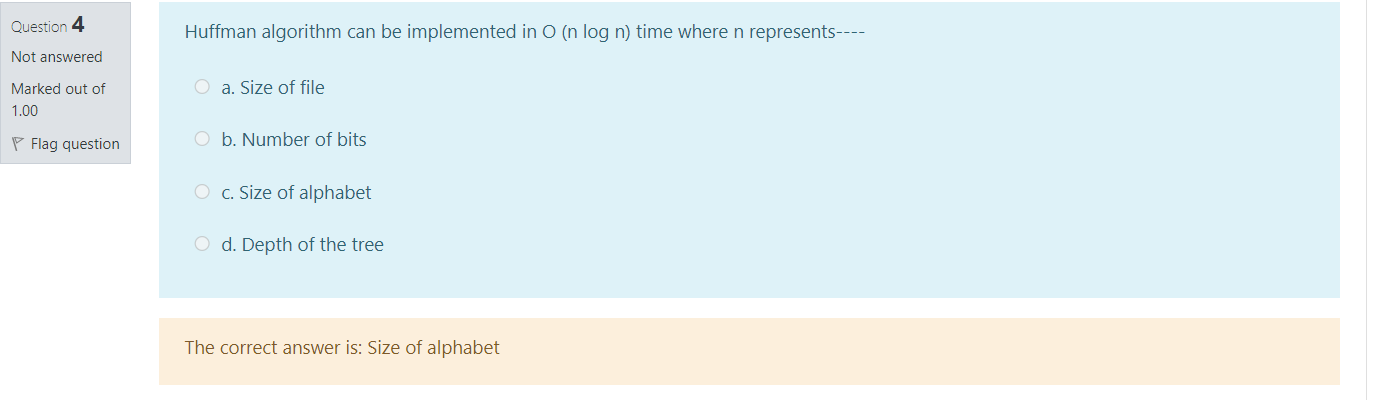 Question 4
Not answered
Marked out of
1.00
Flag question
Huffman algorithm can be implemented in O (n log n) time where n represents----
a. Size of file
b. Number of bits
c. Size of alphabet
d. Depth of the tree
The correct answer is: Size of alphabet